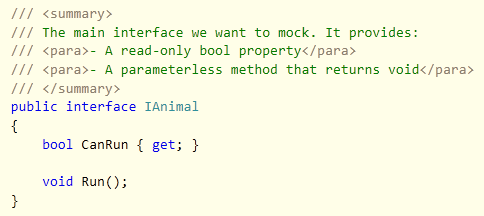 /// <summary>
/// The main interface we want to mock. It provides:
/// <para>- A read-only bool property</para>
/// <para>- A parameterless method that returns void</para>
/// </summary>
public interface IAnimal
{
    bool CanRun { get; }

    void Run();
}